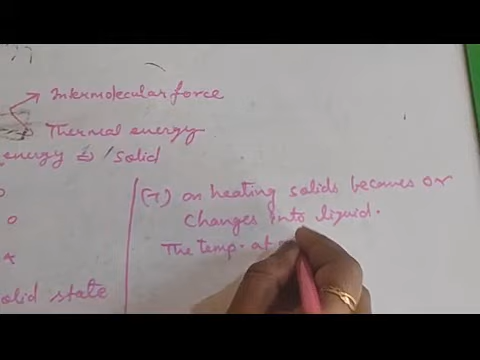 Intermolecular force
Thermal energy
energy
Solid
(7) on heating solids becomes or
changes into liquid.
The temp. at
olid state